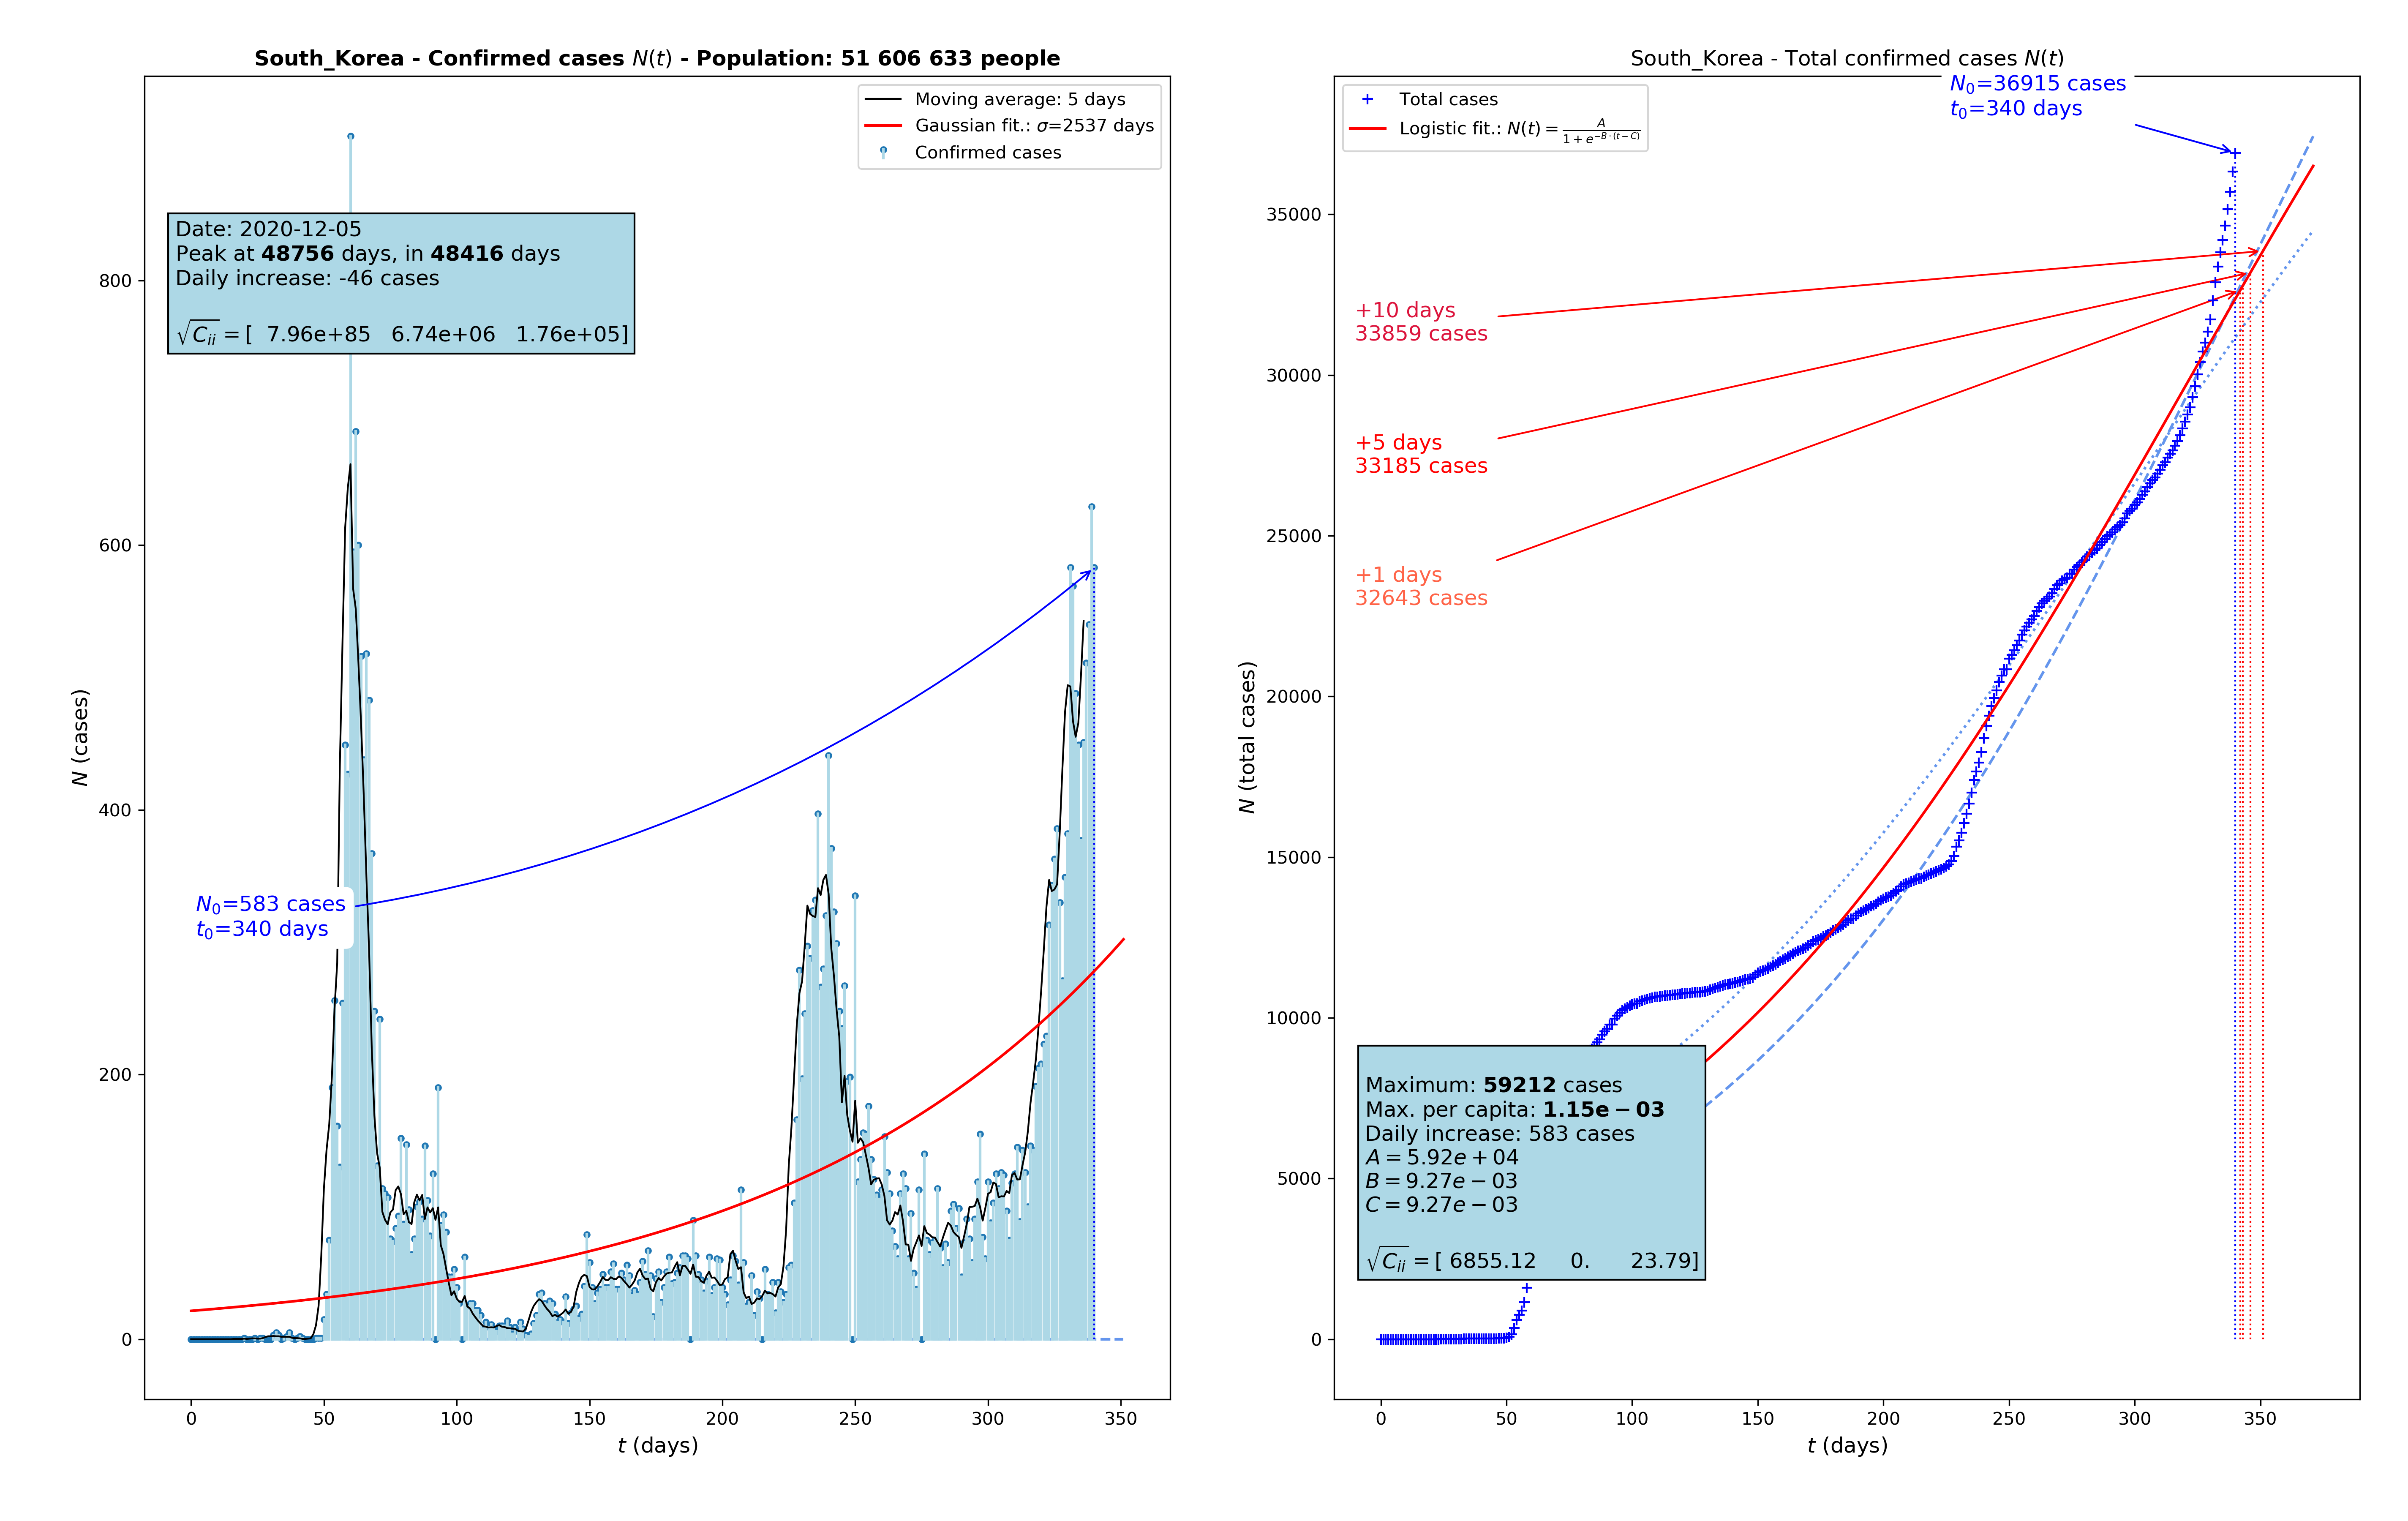 South_Korea - Confirmed cases N(t) - Population: 51 606 633 people
Moving average: 5 days
Gaussian fit.: σ=2537 days
Confirmed cases
Date: 2020-12-05
Peak at 48756 days, in 48416 days
Daily increase: -46 cases
√C_ii = [ 7.96e+85 6.74e+06 1.76e+05]
N_0=583 cases
t_0=340 days
N (cases)
800
600
400
200
0
0 50 100 150 200 250 300 350
t (days)
South_Korea - Total confirmed cases N(t)
N_0=36915 cases
t_0=340 days
Total cases
Logistic fit.: N(t) = A / (1 + e^{-B·(t-C)})
+10 days
33859 cases
+5 days
33185 cases
+1 days
32643 cases
Maximum: 59212 cases
Max. per capita: 1.15e − 03
Daily increase: 583 cases
A = 5.92e + 04
B = 9.27e − 03
C = 9.27e − 03
√C_ii = [ 6855.12 0. 23.79]
N (total cases)
35000
30000
25000
20000
15000
10000
5000
0
0 50 100 150 200 250 300 350
t (days)